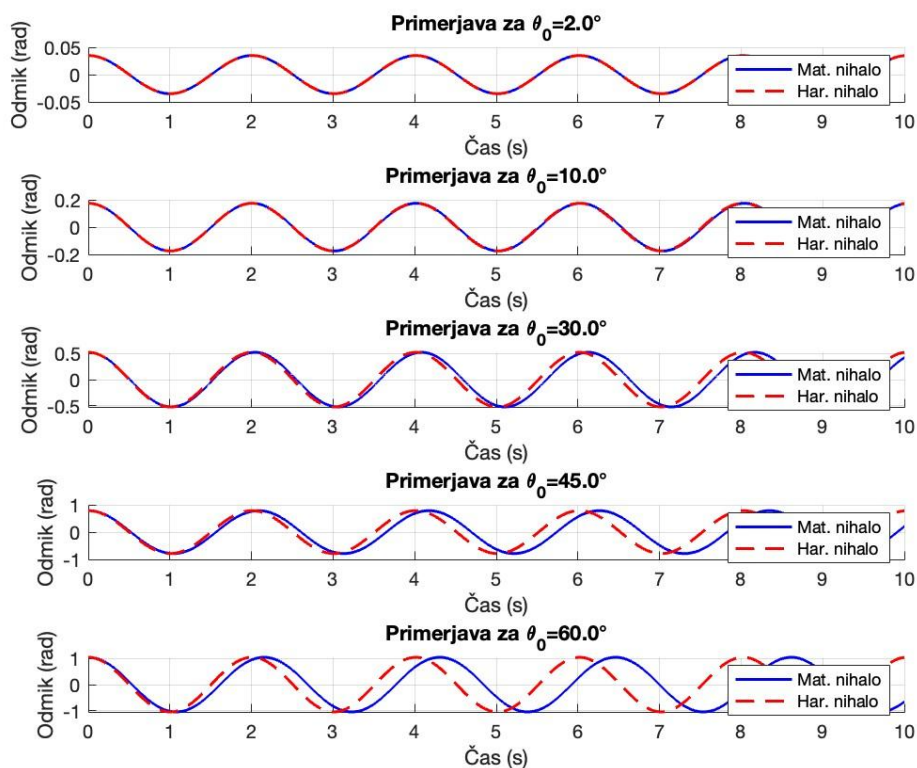 Primerjava za θ0=2.0°
Odmik (rad)
0.05
0
-0.05
Mat. nihalo
Har. nihalo
0 1 2 3 4 5 6 7 8 9 10
Čas (s)
Primerjava za θ0=10.0°
Odmik (rad)
0.2
0
-0.2
Mat. nihalo
Har. nihalo
0 1 2 3 4 5 6 7 8 9 10
Čas (s)
Primerjava za θ0=30.0°
Odmik (rad)
0.5
0
-0.5
Mat. nihalo
Har. nihalo
0 1 2 3 4 5 6 7 8 9 10
Čas (s)
Primerjava za θ0=45.0°
Odmik (rad)
1
0
-1
Mat. nihalo
Har. nihalo
0 1 2 3 4 5 6 7 8 9 10
Čas (s)
Primerjava za θ0=60.0°
Odmik (rad)
1
0
-1
Mat. nihalo
Har. nihalo
0 1 2 3 4 5 6 7 8 9 10
Čas (s)